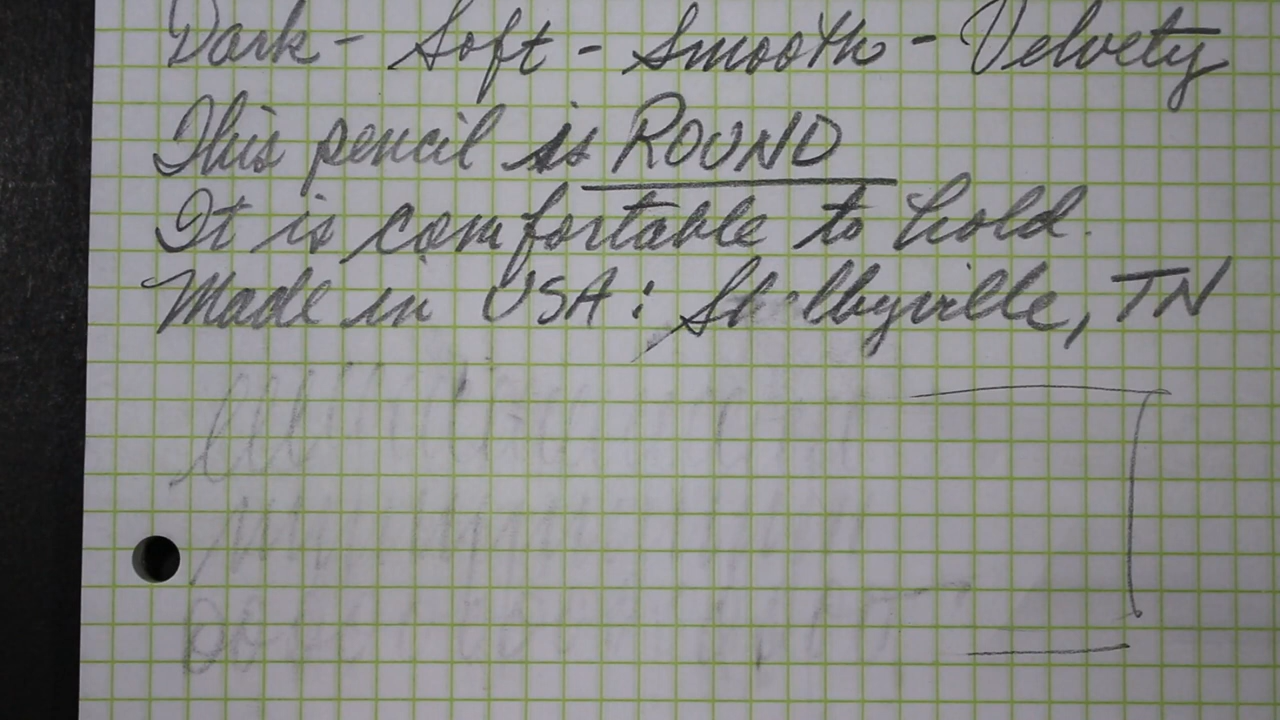 Dark - Soft - Smooth - Velvety
This pencil is ROUND
It is comfortable to hold.
Made in USA: Shelbyville, TN